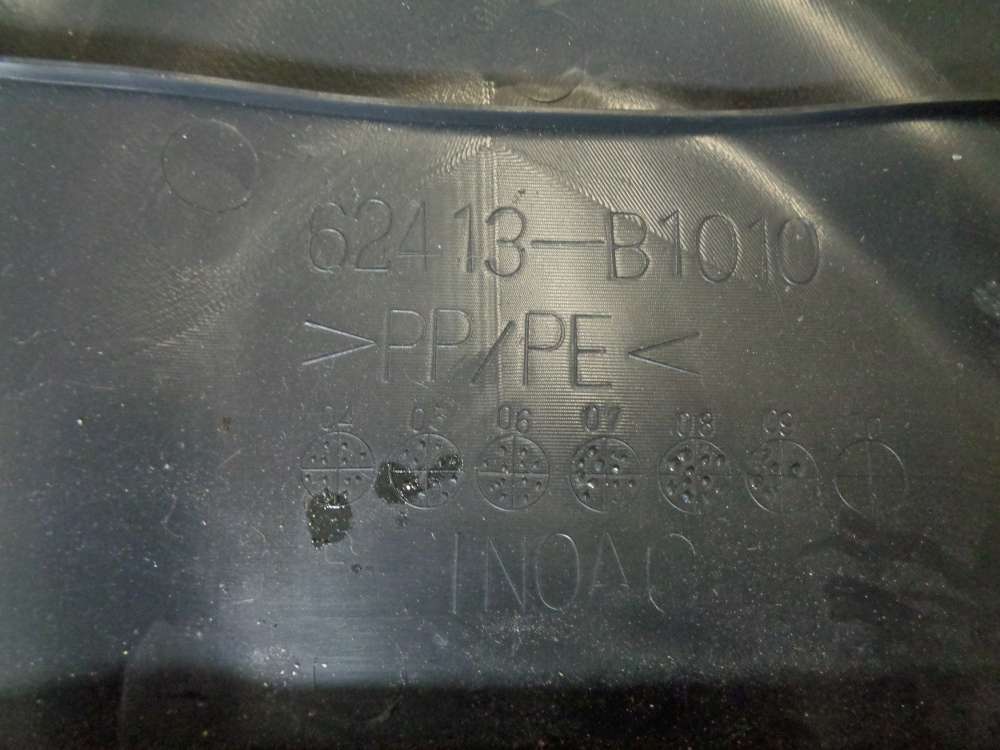 62413-B1010
>PP/PE<
04 05 06 07 08 09
INOAC